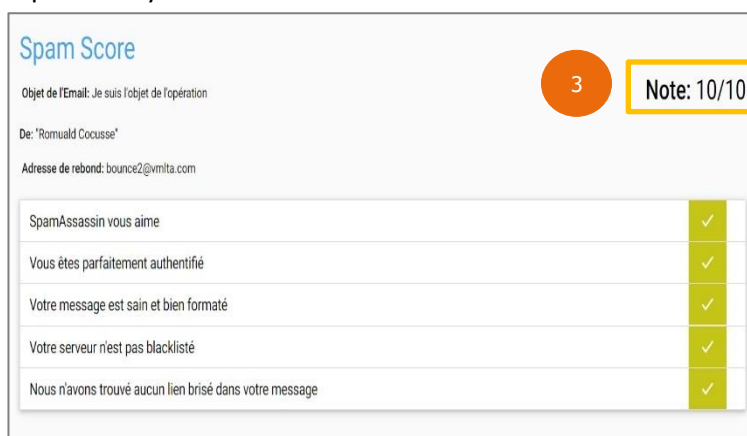 Spam Score
Objet de l'Email: Je suis l'objet de l'opération
3
Note: 10/10
De: "Romuald Cocusse"
Adresse de rebond: bounce2@vmlta.com
SpamAssassin vous aime
Vous êtes parfaitement authentifié
Votre message est sain et bien formaté
Votre serveur n'est pas blacklisté
Nous n'avons trouvé aucun lien brisé dans votre message